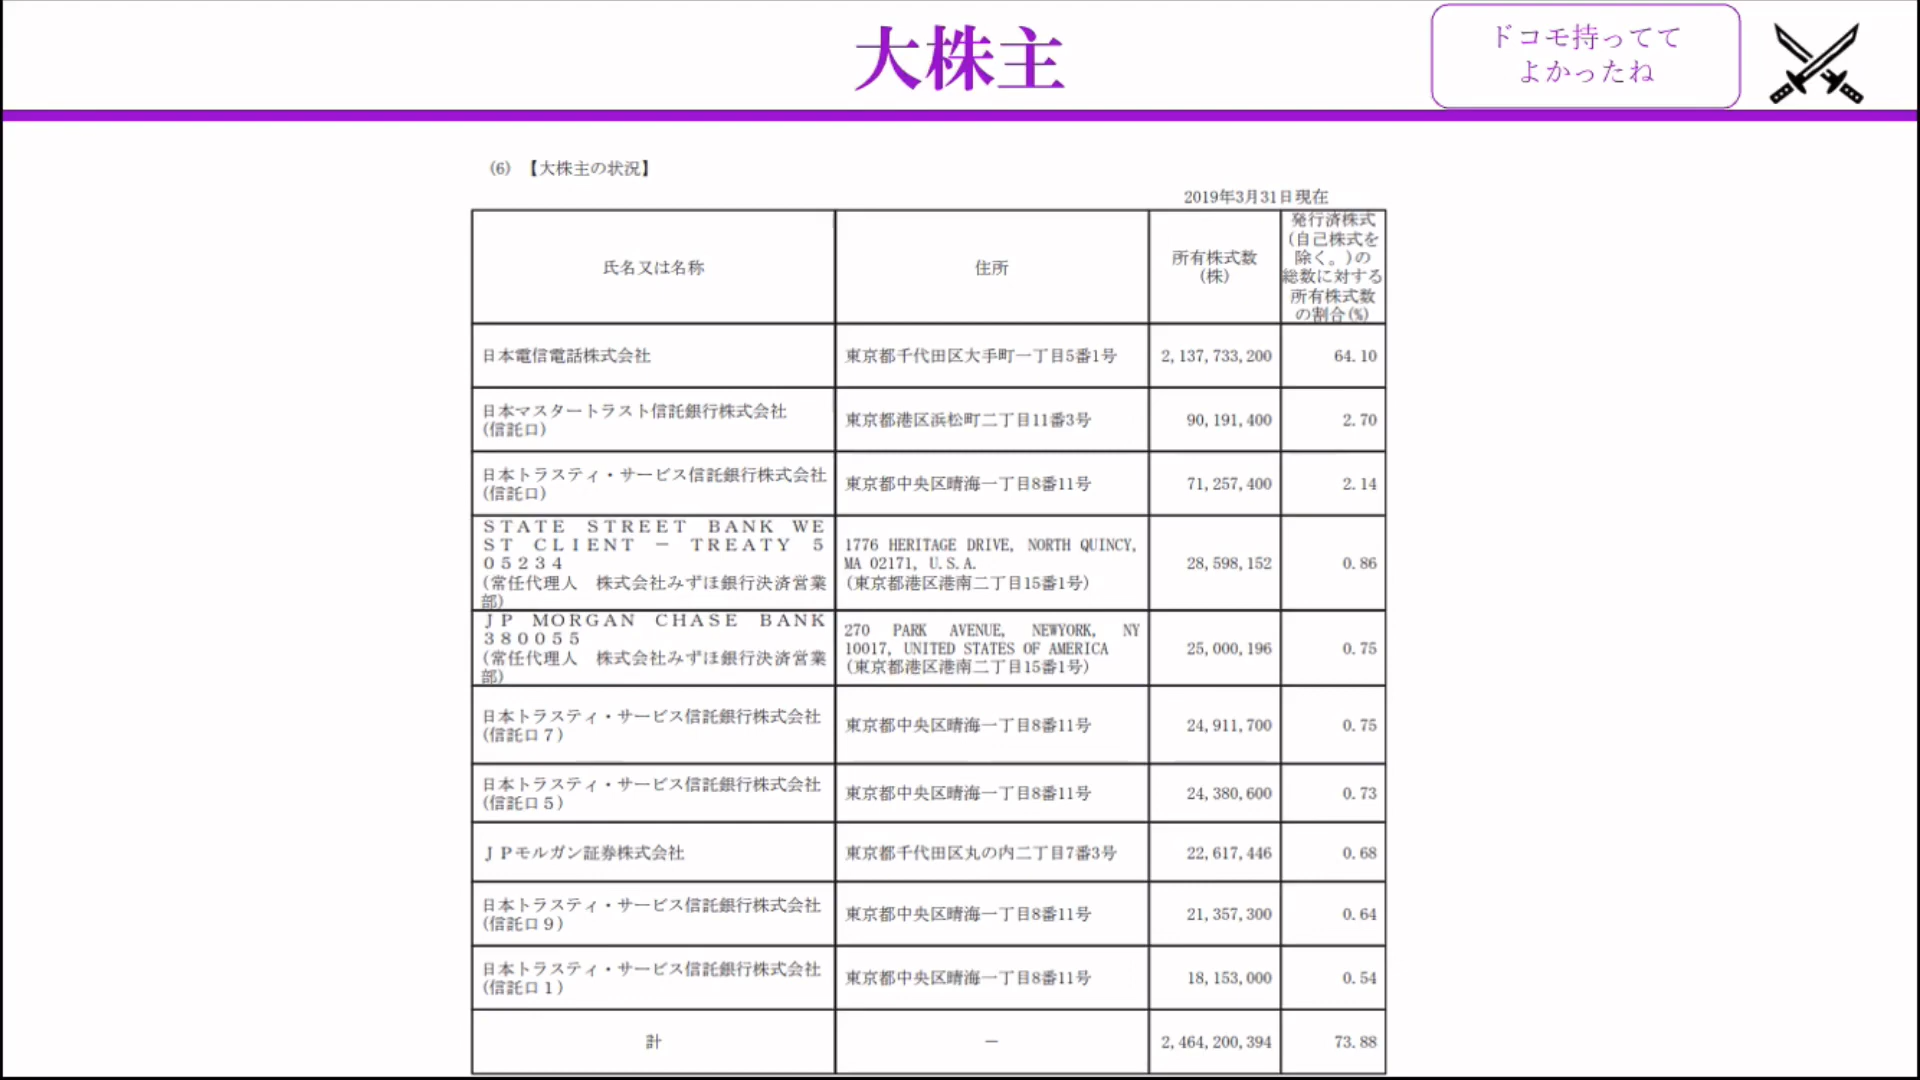 大株主
ドコモ持ってて
よかったね
(6) 【大株主の状況】
2019年3月31日現在
氏名又は名称
住所
所有株式数
(株)
発行済株式
(自己株式を
除く。)の
総数に対する
所有株式数
の割合(%)
日本電信電話株式会社
東京都千代田区大手町一丁目5番1号
2,137,733,200
64.10
日本マスタートラスト信託銀行株式会社
(信託口)
東京都港区浜松町二丁目11番3号
90,191,400
2.70
日本トラスティ・サービス信託銀行株式会社
(信託口)
東京都中央区晴海一丁目8番11号
71,257,400
2.14
ＳＴＡＴＥ　ＳＴＲＥＥＴ　ＢＡＮＫ　ＷＥ
ＳＴ　ＣＬＩＥＮＴ　－　ＴＲＥＡＴＹ　５
０５２３４
(常任代理人　株式会社みずほ銀行決済営業
部)
1776 HERITAGE DRIVE, NORTH QUINCY,
MA 02171, U.S.A.
(東京都港区港南二丁目15番1号)
28,598,152
0.86
ＪＰ　ＭＯＲＧＡＮ　ＣＨＡＳＥ　ＢＡＮＫ
３８００５５
(常任代理人　株式会社みずほ銀行決済営業
部)
270 PARK AVENUE, NEWYORK, NY
10017, UNITED STATES OF AMERICA
(東京都港区港南二丁目15番1号)
25,000,196
0.75
日本トラスティ・サービス信託銀行株式会社
(信託口７)
東京都中央区晴海一丁目8番11号
24,911,700
0.75
日本トラスティ・サービス信託銀行株式会社
(信託口５)
東京都中央区晴海一丁目8番11号
24,380,600
0.73
ＪＰモルガン証券株式会社
東京都千代田区丸の内二丁目7番3号
22,617,446
0.68
日本トラスティ・サービス信託銀行株式会社
(信託口９)
東京都中央区晴海一丁目8番11号
21,357,300
0.64
日本トラスティ・サービス信託銀行株式会社
(信託口１)
東京都中央区晴海一丁目8番11号
18,153,000
0.54
計
－
2,464,200,394
73.88